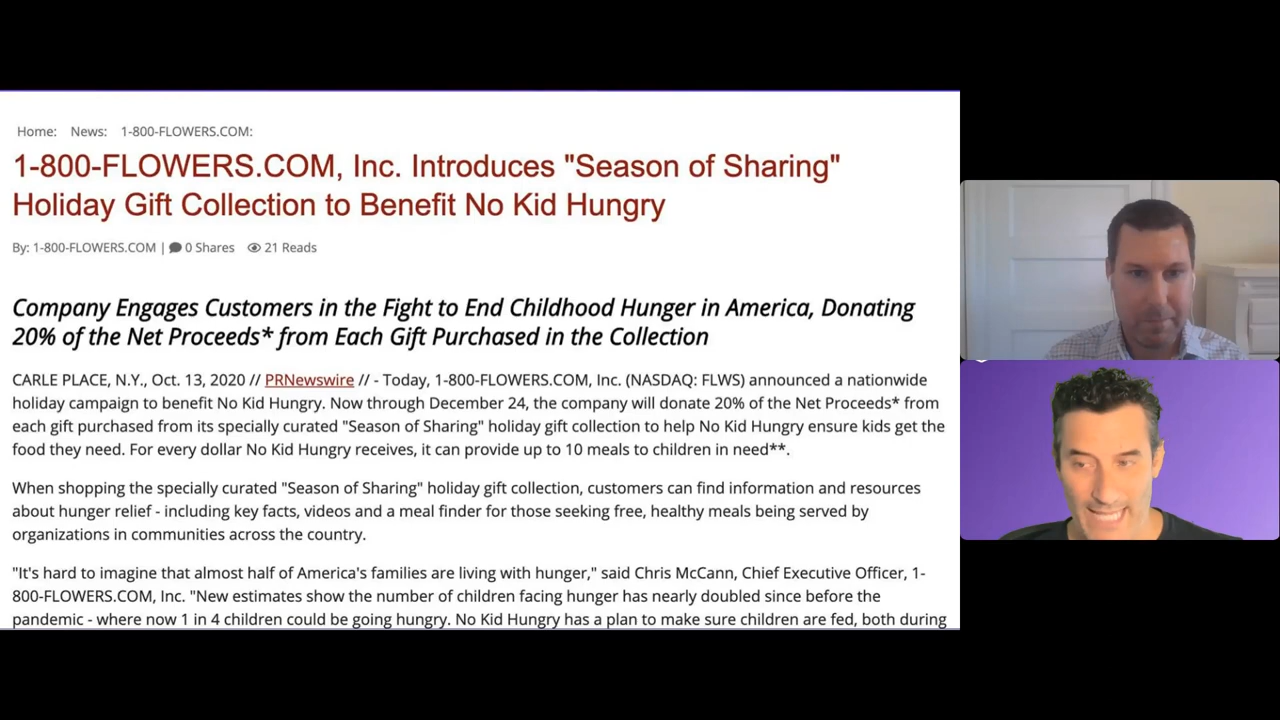 Home: News: 1-800-FLOWERS.COM:
1-800-FLOWERS.COM, Inc. Introduces "Season of Sharing"
Holiday Gift Collection to Benefit No Kid Hungry
By: 1-800-FLOWERS.COM | 0 Shares 21 Reads
Company Engages Customers in the Fight to End Childhood Hunger in America, Donating
20% of the Net Proceeds* from Each Gift Purchased in the Collection
CARLE PLACE, N.Y., Oct. 13, 2020 // PRNewswire // - Today, 1-800-FLOWERS.COM, Inc. (NASDAQ: FLWS) announced a nationwide
holiday campaign to benefit No Kid Hungry. Now through December 24, the company will donate 20% of the Net Proceeds* from
each gift purchased from its specially curated "Season of Sharing" holiday gift collection to help No Kid Hungry ensure kids get the
food they need. For every dollar No Kid Hungry receives, it can provide up to 10 meals to children in need**.
When shopping the specially curated "Season of Sharing" holiday gift collection, customers can find information and resources
about hunger relief - including key facts, videos and a meal finder for those seeking free, healthy meals being served by
organizations in communities across the country.
"It's hard to imagine that almost half of America's families are living with hunger," said Chris McCann, Chief Executive Officer, 1-
800-FLOWERS.COM, Inc. "New estimates show the number of children facing hunger has nearly doubled since before the
pandemic - where now 1 in 4 children could be going hungry. No Kid Hungry has a plan to make sure children are fed, both during